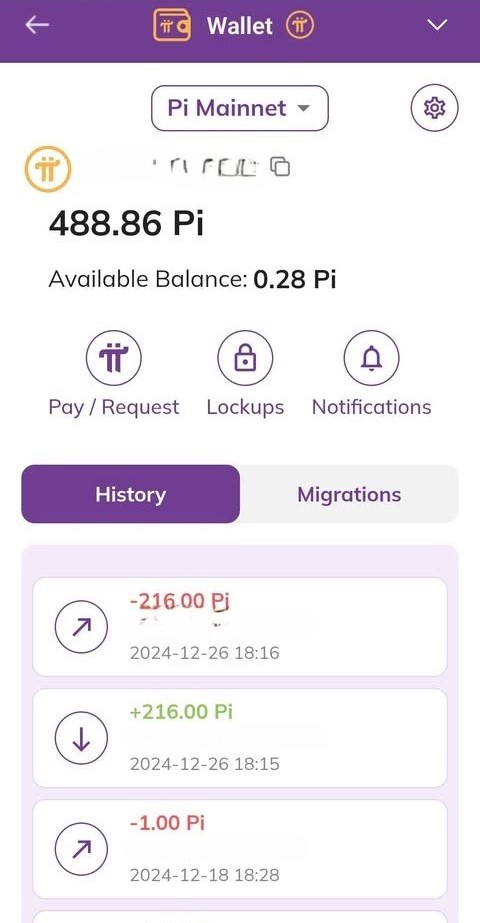 Wallet
Pi Mainnet
488.86 Pi
Available Balance: 0.28 Pi
Pay / Request
Lockups
Notifications
History
Migrations
-216.00 Pi
2024-12-26 18:16
+216.00 Pi
2024-12-26 18:15
-1.00 Pi
2024-12-18 18:28